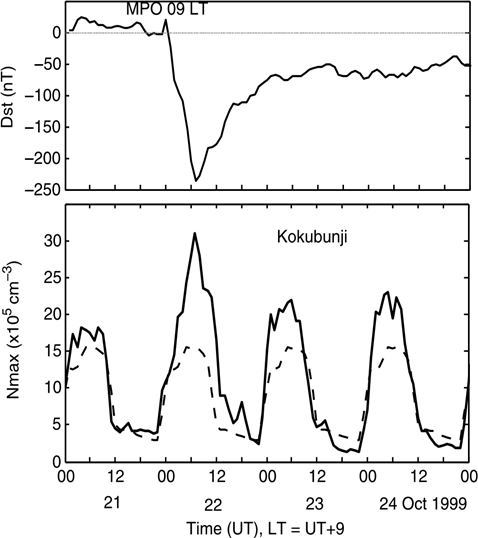 MPO 09 LT
0
−50
−100
−150
−200
−250
Dst (nT)
Kokubunji
30
25
20
15
10
5
0
Nmax (x10⁵ cm⁻³)
00 12 00 12 00 12 00 12 00
21 22 23 24 Oct 1999
Time (UT), LT = UT+9